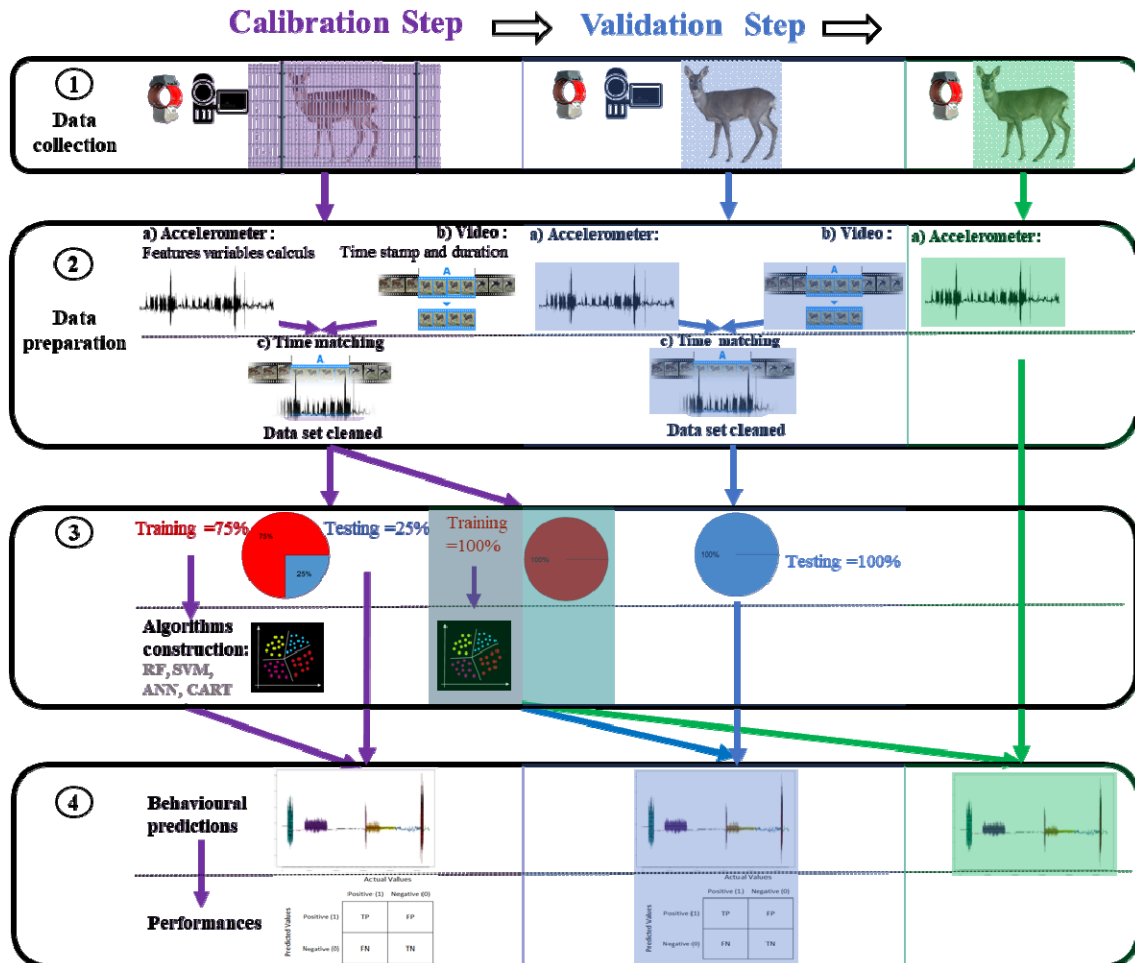 Calibration Step
Validation Step
1
Data
collection
2
Data
preparation
a) Accelerometer :
Features variables calculs
b) Video :
Time stamp and duration
A
c) Time matching
A
Data set cleaned
a) Accelerometer:
b) Video :
A
c) Time matching
A
Data set cleaned
a) Accelerometer:
3
Training =75%
75%
25%
Testing =25%
Training
=100%
100%
100%
Testing =100%
Algorithms
construction:
RF, SVM,
ANN, CART
4
Behavioural
predictions
Performances
Actual Values
Positive (1) Negative (0)
Predicted Values
Positive (1) TP FP
Negative (0) FN TN
Actual Values
Positive (1) Negative (0)
Predicted Values
Positive (1) TP FP
Negative (0) FN TN